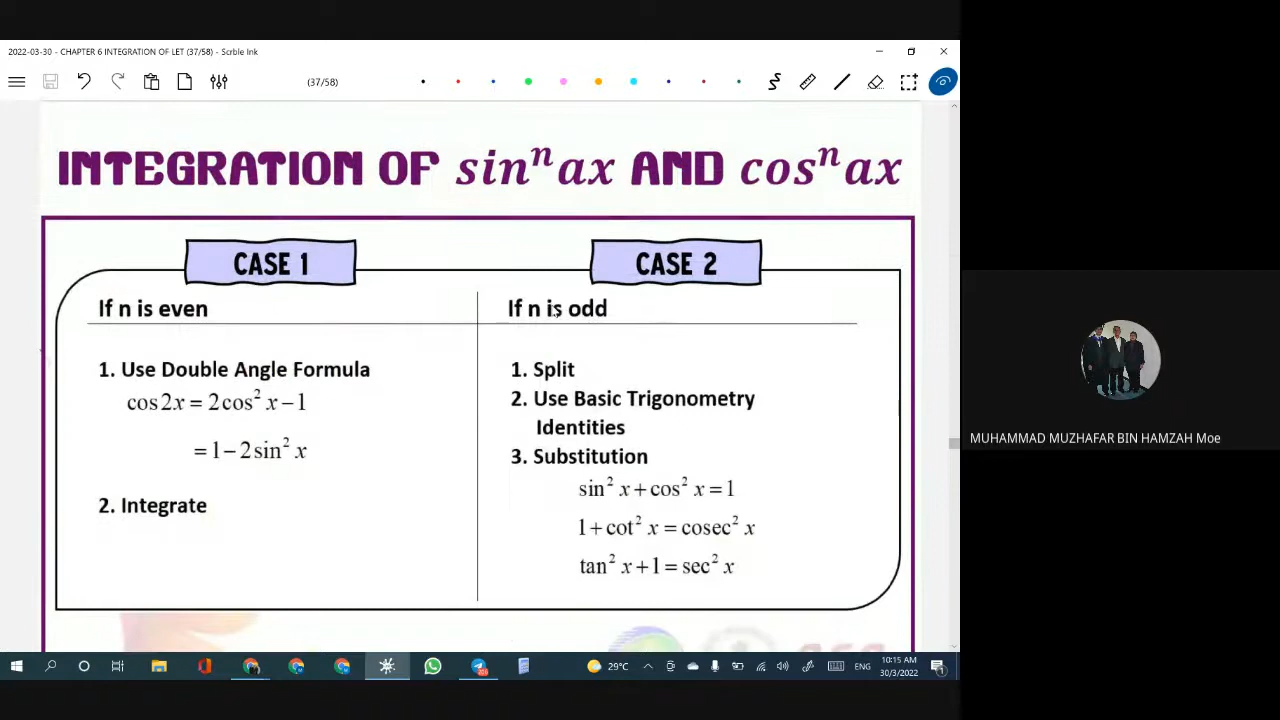 2022-03-30 - CHAPTER 6 INTEGRATION OF LET (37/58) - Scrble Ink
(37/58)
INTEGRATION OF sinⁿax AND cosⁿax
CASE 1
CASE 2
If n is even
If n is odd
1. Use Double Angle Formula
cos 2x = 2cos² x − 1
= 1 − 2 sin² x
2. Integrate
1. Split
2. Use Basic Trigonometry
Identities
3. Substitution
sin² x + cos² x = 1
1 + cot² x = cosec² x
tan² x + 1 = sec² x
MUHAMMAD MUZHAFAR BIN HAMZAH Moe
29°C
ENG
10:15 AM
30/3/2022